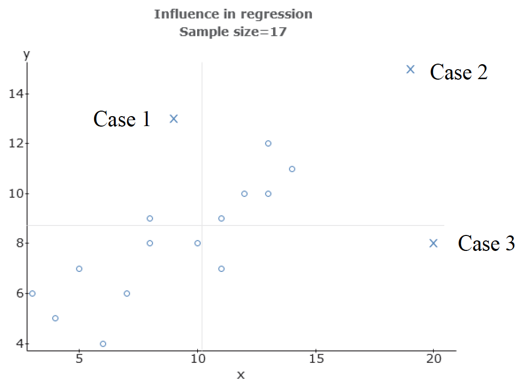 Influence in regression
Sample size=17
y
Case 2
14
Case 1
12
10
8
Case 3
6
4
5
10
15
20
x